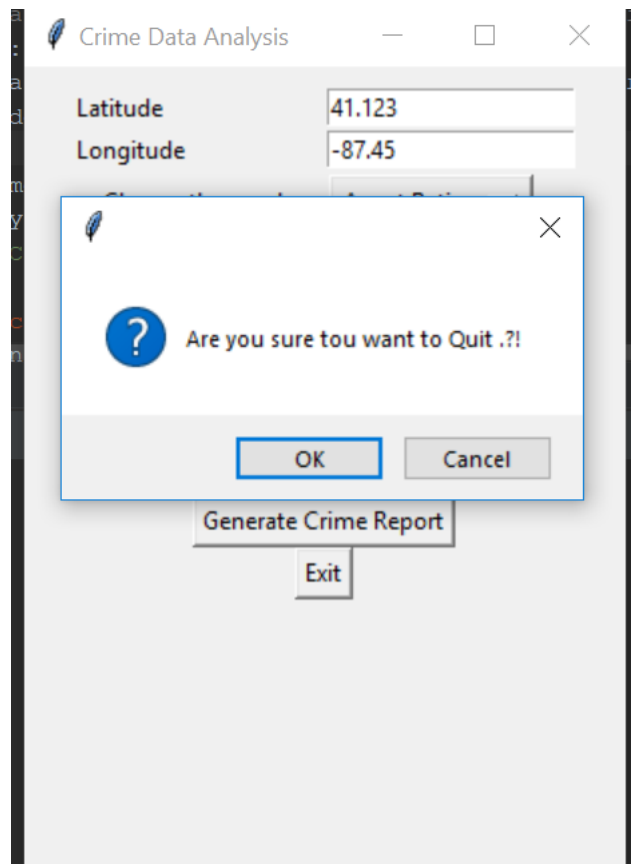 Crime Data Analysis
Latitude 41.123
Longitude -87.45
Are you sure tou want to Quit .?!
OK Cancel
Generate Crime Report
Exit